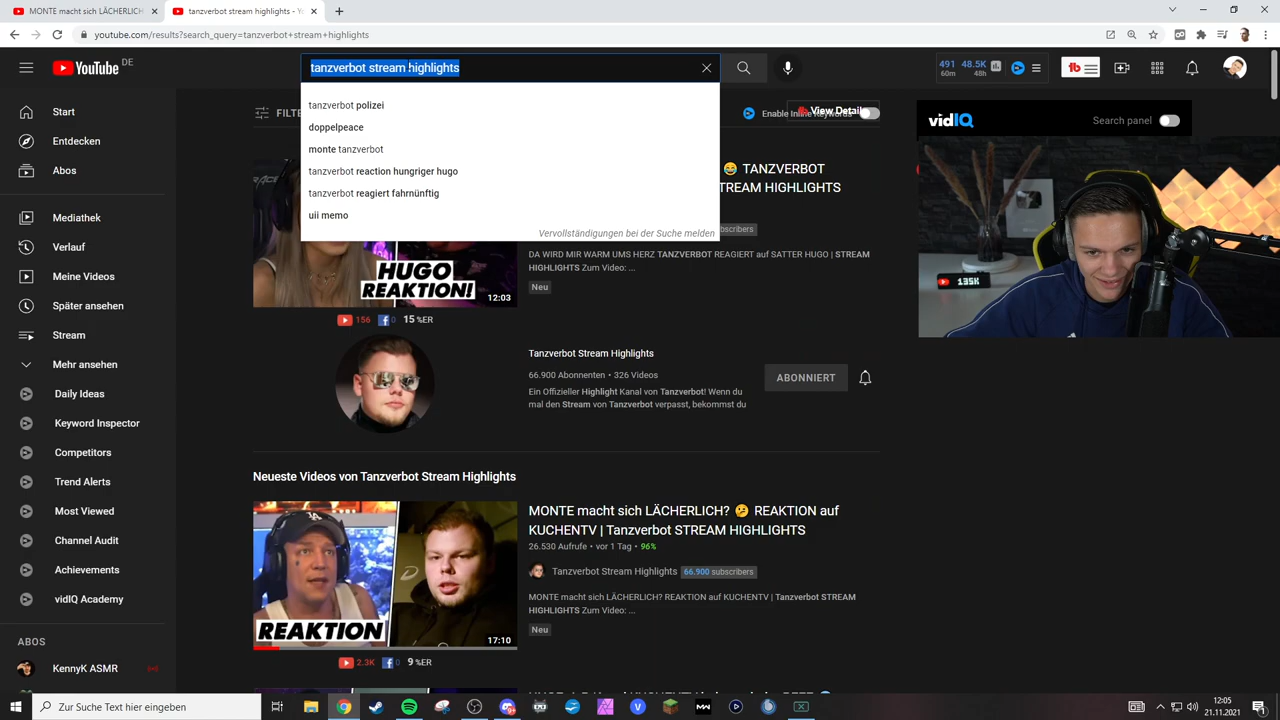 MONTE macht sich LÄCHERLICH?
tanzverbot stream highlights - Yo
youtube.com/results?search_query=tanzverbot+stream+highlights
YouTube DE
tanzverbot stream highlights
491
60m
48.5K
48h
tanzverbot polizei
doppelpeace
monte tanzverbot
tanzverbot reaction hungriger hugo
tanzverbot reagiert fahrnünftig
uii memo
Vervollständigungen bei der Suche melden
Start
Entdecken
Abos
Mediathek
Verlauf
Meine Videos
Später ansehen
Stream
Mehr ansehen
Daily Ideas
Keyword Inspector
Competitors
Trend Alerts
Most Viewed
Channel Audit
Achievements
vidIQ Academy
ABOS
KennyK ASMR
FILTE
View Details
vidIQ
Search panel
135K
😂 TANZVERBOT
TREAM HIGHLIGHTS
DA WIRD MIR WARM UMS HERZ TANZVERBOT REAGIERT auf SATTER HUGO | STREAM
HIGHLIGHTS Zum Video: ...
Neu
HUGO
REAKTION!
12:03
156
0
15 %ER
Tanzverbot Stream Highlights
66.900 Abonnenten • 326 Videos
Ein Offizieller Highlight Kanal von Tanzverbot! Wenn du
mal den Stream von Tanzverbot verpasst, bekommst du
ABONNIERT
Neueste Videos von Tanzverbot Stream Highlights
MONTE macht sich LÄCHERLICH? 🤔 REAKTION auf
KUCHENTV | Tanzverbot STREAM HIGHLIGHTS
26.530 Aufrufe • vor 1 Tag • 96%
Tanzverbot Stream Highlights 66.900 subscribers
MONTE macht sich LÄCHERLICH? REAKTION auf KUCHENTV | Tanzverbot STREAM
HIGHLIGHTS Zum Video: ...
Neu
REAKTION
17:10
2.3K
0
9 %ER
Zur Suche Text hier eingeben
12:05
21.11.2021